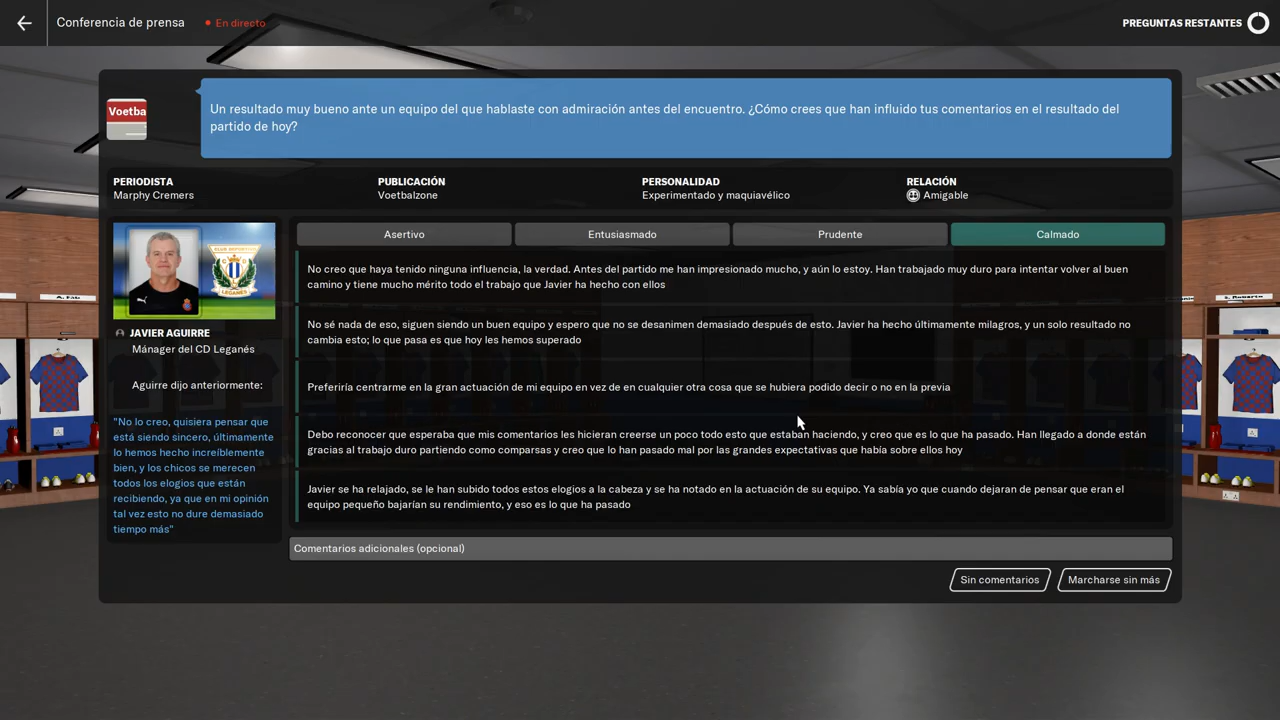 Conferencia de prensa
En directo
PREGUNTAS RESTANTES
Voetba
Un resultado muy bueno ante un equipo del que hablaste con admiración antes del encuentro. ¿Cómo crees que han influido tus comentarios en el resultado del
partido de hoy?
PERIODISTA
Marphy Cremers
PUBLICACIÓN
Voetbalzone
PERSONALIDAD
Experimentado y maquiavélico
RELACIÓN
Amigable
Asertivo
Entusiasmado
Prudente
Calmado
No creo que haya tenido ninguna influencia, la verdad. Antes del partido me han impresionado mucho, y aún lo estoy. Han trabajado muy duro para intentar volver al buen
camino y tiene mucho mérito todo el trabajo que Javier ha hecho con ellos
No sé nada de eso, siguen siendo un buen equipo y espero que no se desanimen demasiado después de esto. Javier ha hecho últimamente milagros, y un solo resultado no
cambia esto; lo que pasa es que hoy les hemos superado
Preferiría centrarme en la gran actuación de mi equipo en vez de en cualquier otra cosa que se hubiera podido decir o no en la previa
Debo reconocer que esperaba que mis comentarios les hicieran creerse un poco todo esto que estaban haciendo, y creo que es lo que ha pasado. Han llegado a donde están
gracias al trabajo duro partiendo como comparsas y creo que lo han pasado mal por las grandes expectativas que había sobre ellos hoy
Javier se ha relajado, se le han subido todos estos elogios a la cabeza y se ha notado en la actuación de su equipo. Ya sabía yo que cuando dejaran de pensar que eran el
equipo pequeño bajarían su rendimiento, y eso es lo que ha pasado
JAVIER AGUIRRE
Mánager del CD Leganés
Aguirre dijo anteriormente:
"No lo creo, quisiera pensar que
está siendo sincero, últimamente
lo hemos hecho increíblemente
bien, y los chicos se merecen
todos los elogios que están
recibiendo, ya que en mi opinión
tal vez esto no dure demasiado
tiempo más"
Comentarios adicionales (opcional)
Sin comentarios
Marcharse sin más